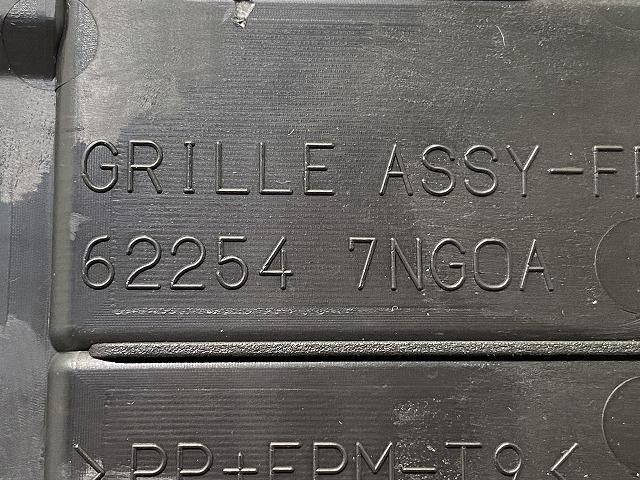 GRILLE ASSY-F
62254 7NG0A
>PP+EPM-T9<